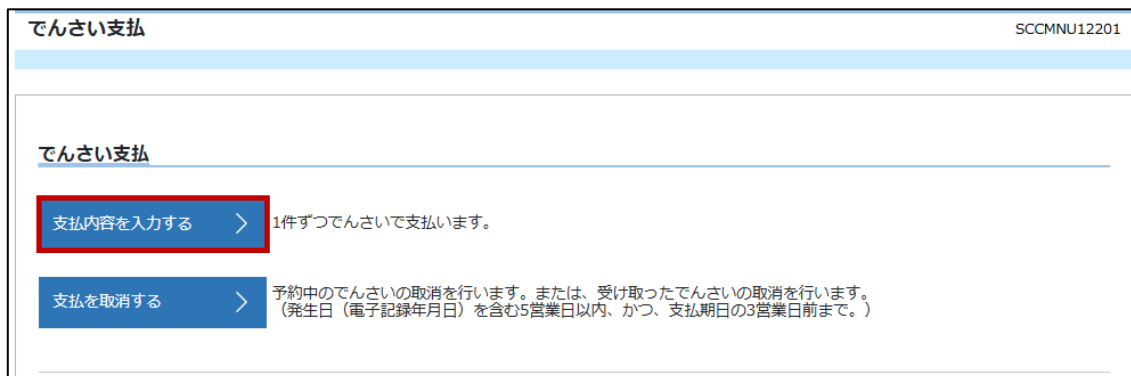 でんさい支払
SCCMNU12201
でんさい支払
支払内容を入力する
1件ずつでんさいで支払います。
支払を取消する
予約中のでんさいの取消を行います。または、受け取ったでんさいの取消を行います。
（発生日（電子記録年月日）を含む5営業日以内、かつ、支払期日の3営業日前まで。）